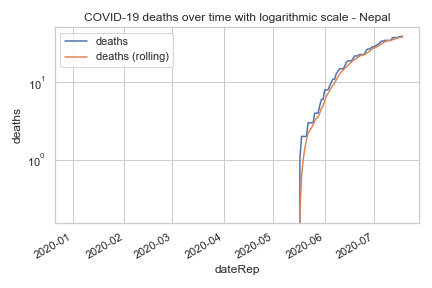 COVID-19 deaths over time with logarithmic scale - Nepal
deaths
deaths (rolling)
10¹
10⁰
deaths
2020-01
2020-02
2020-03
2020-04
2020-05
2020-06
2020-07
dateRep